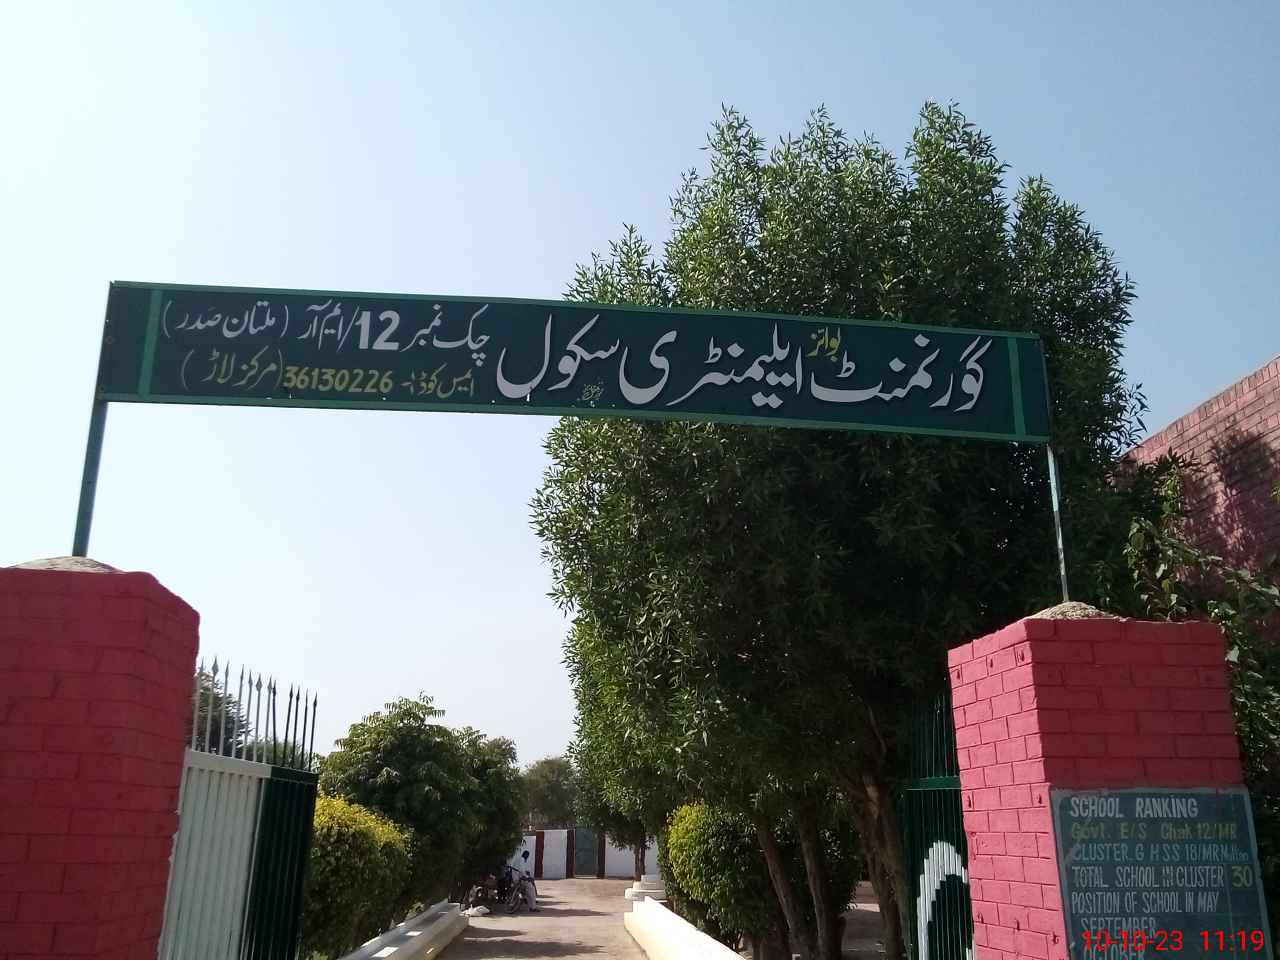 گورنمنٹ بوائز ایلیمنٹری سکول
چک نمبر 12/ایم آر ( ملتان صدر )
ایمس کوڈ :- 36130226 (مرکز لاڑ )
SCHOOL RANKING
Govt. E/S Chak 12/MR
CLUSTER. G H S S 18/MR Multan
TOTAL SCHOOL IN CLUSTER 30
POSITION OF SCHOOL IN MAY
SEPTEMBER
OCTOBER
10-10-23 11:19